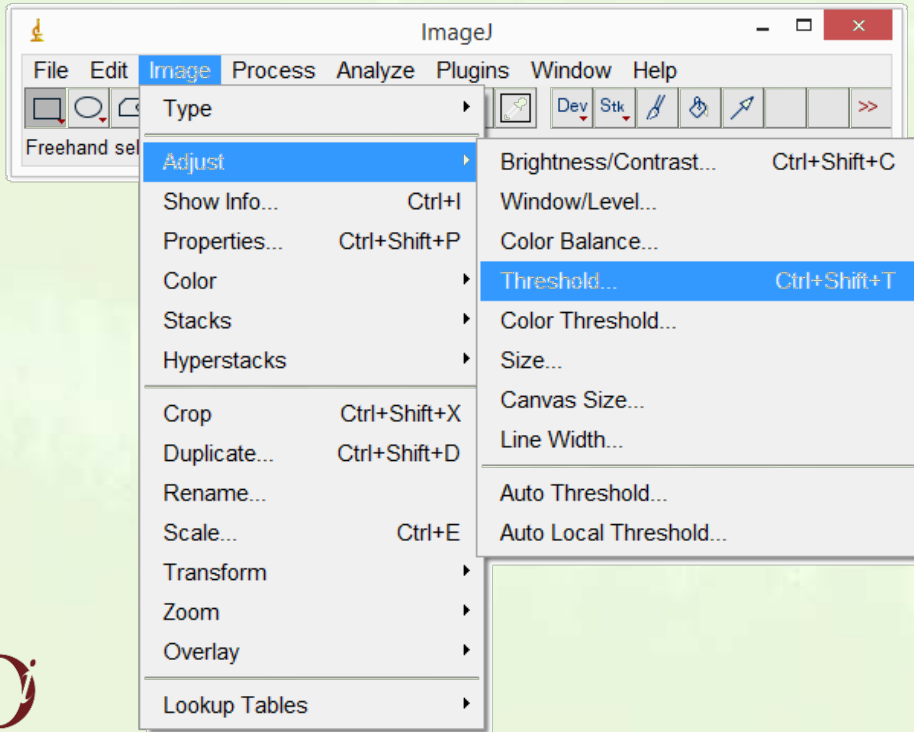 ImageJ
File Edit Image Process Analyze Plugins Window Help
Dev Stk >>
Freehand sel
Type
Adjust
Show Info... Ctrl+I
Properties... Ctrl+Shift+P
Color
Stacks
Hyperstacks
Crop Ctrl+Shift+X
Duplicate... Ctrl+Shift+D
Rename...
Scale... Ctrl+E
Transform
Zoom
Overlay
Lookup Tables
Brightness/Contrast... Ctrl+Shift+C
Window/Level...
Color Balance...
Threshold... Ctrl+Shift+T
Color Threshold...
Size...
Canvas Size...
Line Width...
Auto Threshold...
Auto Local Threshold...